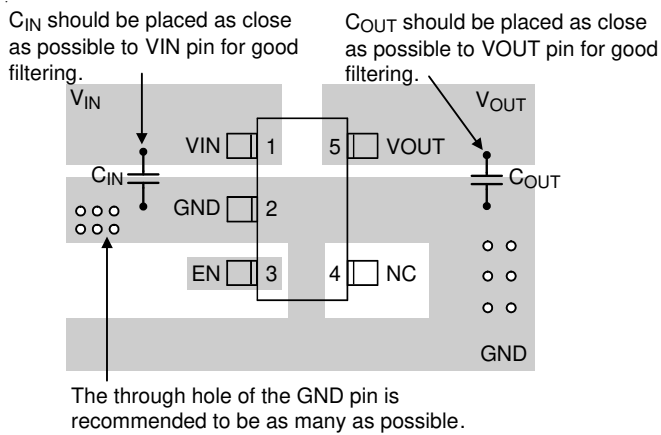 C_IN should be placed as close
as possible to VIN pin for good
filtering.
C_OUT should be placed as close
as possible to VOUT pin for good
filtering.
V_IN
V_OUT
VIN 1 5 VOUT
C_IN
C_OUT
GND 2
EN 3 4 NC
GND
The through hole of the GND pin is
recommended to be as many as possible.